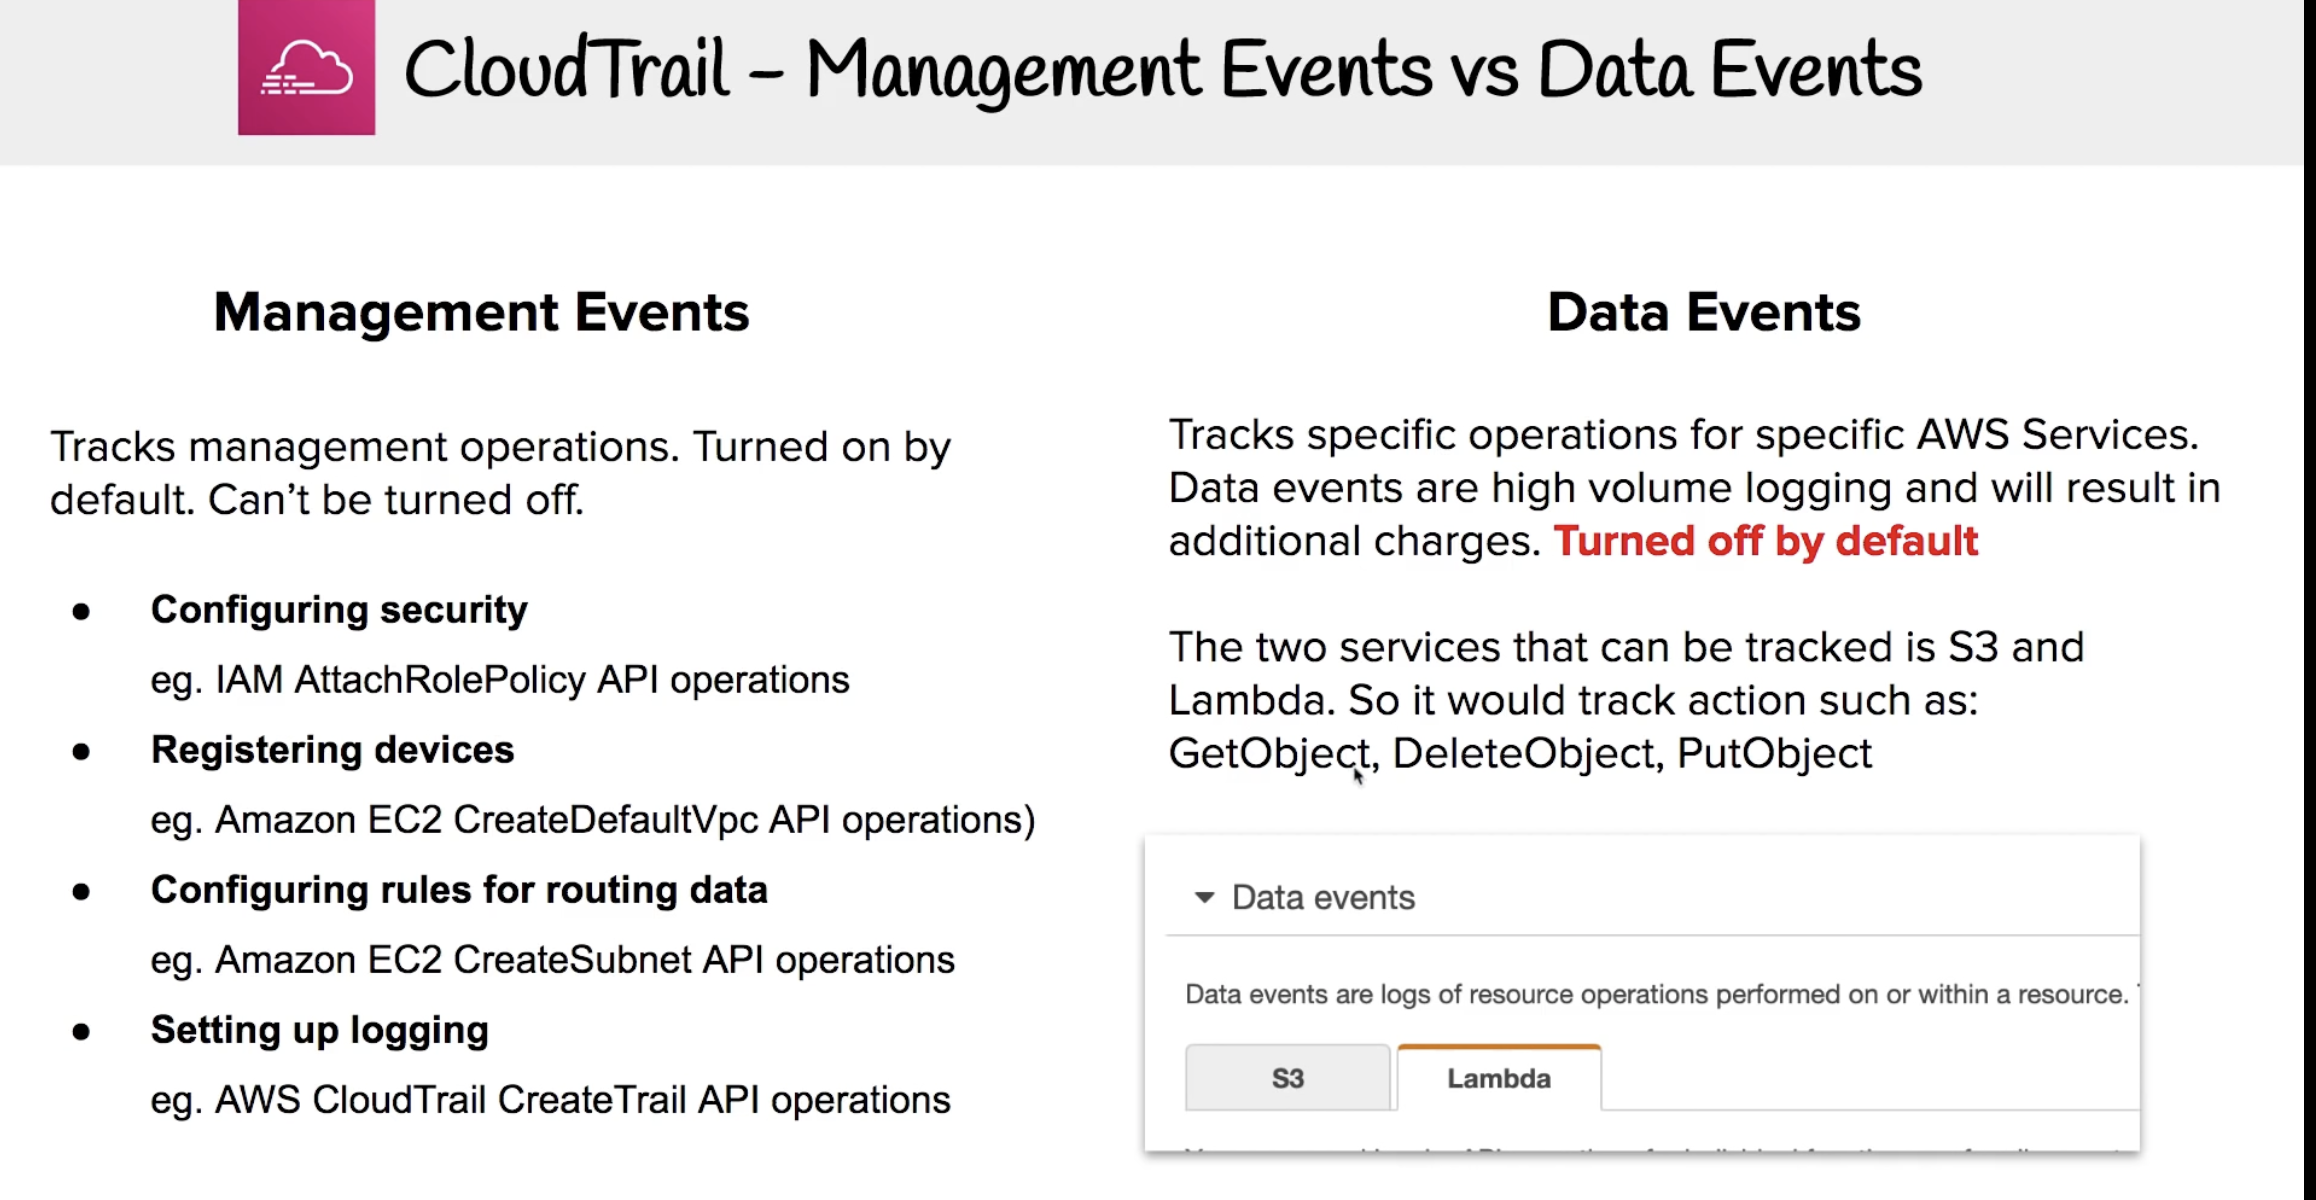 CloudTrail – Management Events vs Data Events
Management Events
Tracks management operations. Turned on by
default. Can't be turned off.
● Configuring security
eg. IAM AttachRolePolicy API operations
● Registering devices
eg. Amazon EC2 CreateDefaultVpc API operations)
● Configuring rules for routing data
eg. Amazon EC2 CreateSubnet API operations
● Setting up logging
eg. AWS CloudTrail CreateTrail API operations
Data Events
Tracks specific operations for specific AWS Services.
Data events are high volume logging and will result in
additional charges. Turned off by default
The two services that can be tracked is S3 and
Lambda. So it would track action such as:
GetObject, DeleteObject, PutObject
Data events
Data events are logs of resource operations performed on or within a resource.
S3
Lambda